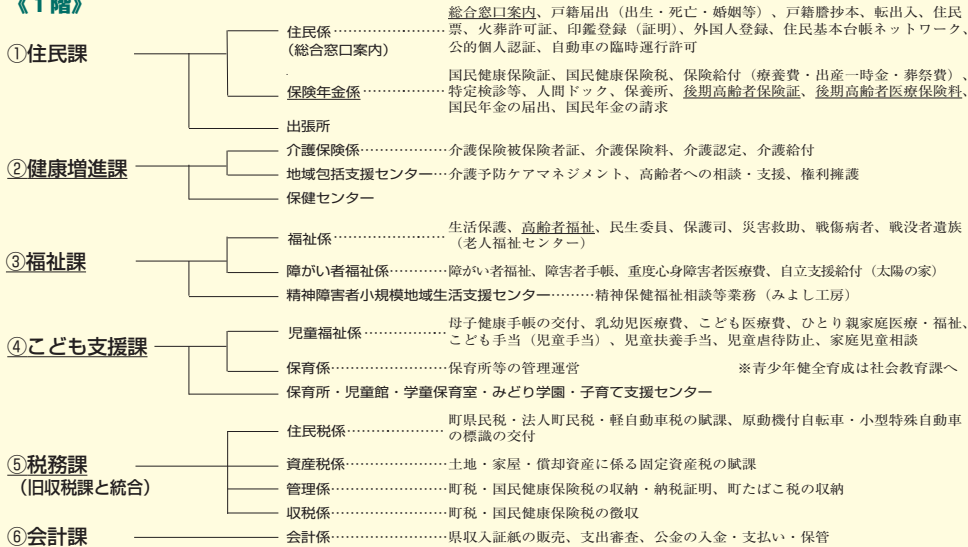 《1階》
①住民課
住民係…………………
(総合窓口案内)
総合窓口案内、戸籍届出（出生・死亡・婚姻等）、戸籍謄抄本、転出入、住民
票、火葬許可証、印鑑登録（証明）、外国人登録、住民基本台帳ネットワーク、
公的個人認証、自動車の臨時運行許可
保険年金係……………
国民健康保険証、国民健康保険税、保険給付（療養費・出産一時金・葬祭費）、
特定検診等、人間ドック、保養所、後期高齢者保険証、後期高齢者医療保険料、
国民年金の届出、国民年金の請求
出張所
②健康増進課
介護保険係………………介護保険被保険者証、介護保険料、介護認定、介護給付
地域包括支援センター…介護予防ケアマネジメント、高齢者への相談・支援、権利擁護
保健センター
③福祉課
福祉係…………………
生活保護、高齢者福祉、民生委員、保護司、災害救助、戦傷病者、戦没者遺族
（老人福祉センター）
障がい者福祉係…………障がい者福祉、障害者手帳、重度心身障害者医療費、自立支援給付（太陽の家）
精神障害者小規模地域生活支援センター………精神保健福祉相談等業務（みよし工房）
④こども支援課
児童福祉係……………
母子健康手帳の交付、乳幼児医療費、こども医療費、ひとり親家庭医療・福祉、
こども手当（児童手当）、児童扶養手当、児童虐待防止、家庭児童相談
保育係……………………保育所等の管理運営 ※青少年健全育成は社会教育課へ
保育所・児童館・学童保育室・みどり学園・子育て支援センター
⑤税務課
(旧収税課と統合)
住民税係………………
町県民税・法人町民税・軽自動車税の賦課、原動機付自転車・小型特殊自動車
の標識の交付
資産税係…………………土地・家屋・償却資産に係る固定資産税の賦課
管理係……………………町税・国民健康保険税の収納・納税証明、町たばこ税の収納
収税係……………………町税・国民健康保険税の徴収
⑥会計課
会計係……………………県収入証紙の販売、支出審査、公金の入金・支払い・保管